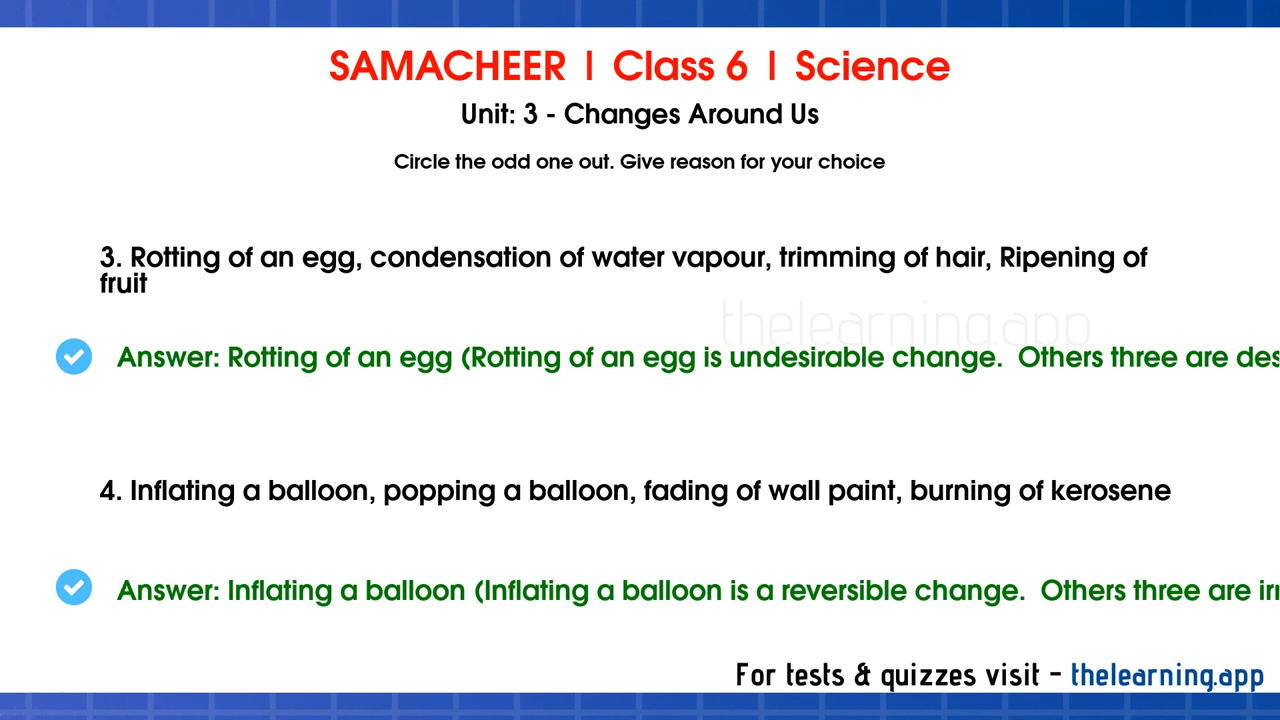 SAMACHEER | Class 6 | Science
Unit: 3 - Changes Around Us
Circle the odd one out. Give reason for your choice
3. Rotting of an egg, condensation of water vapour, trimming of hair, Ripening of
fruit
thelearning.app
Answer: Rotting of an egg (Rotting of an egg is undesirable change. Others three are des
4. Inflating a balloon, popping a balloon, fading of wall paint, burning of kerosene
Answer: Inflating a balloon (Inflating a balloon is a reversible change. Others three are irr
For tests & quizzes visit - thelearning.app